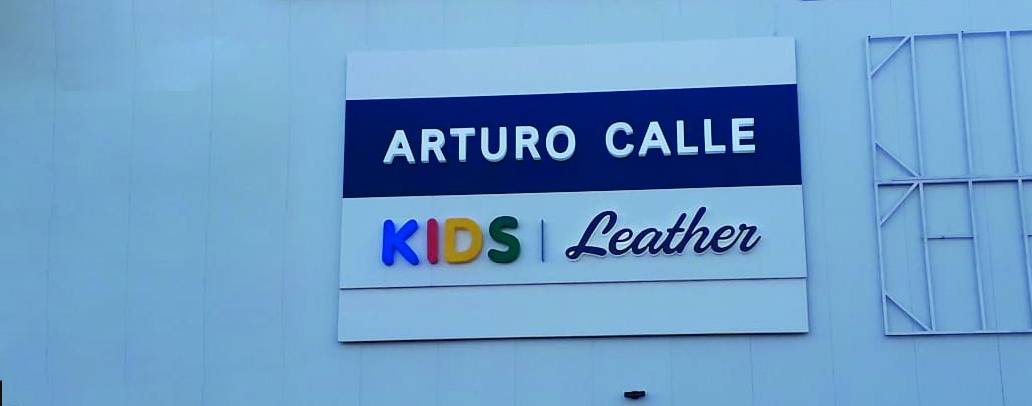 ARTURO CALLE
KIDS | Leather